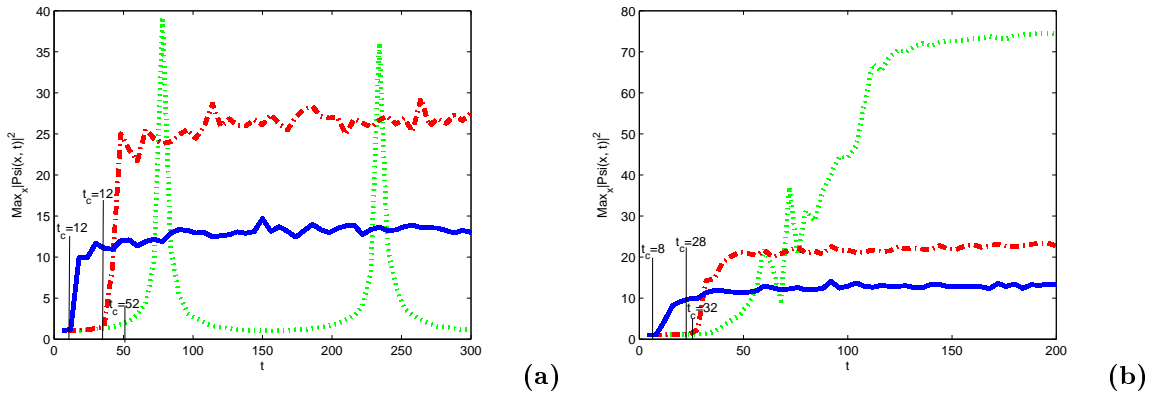 40
35
30
25
20
15
10
5
0
Max_x|Psi(x, t)|^2
t_c=12
t_c=12
t_c=52
0 50 100 150 200 250 300
t
(a)
80
70
60
50
40
30
20
10
0
Max_x|Psi(x, t)|^2
t_c=8
t_c=28
t_c=32
0 50 100 150 200
t
(b)